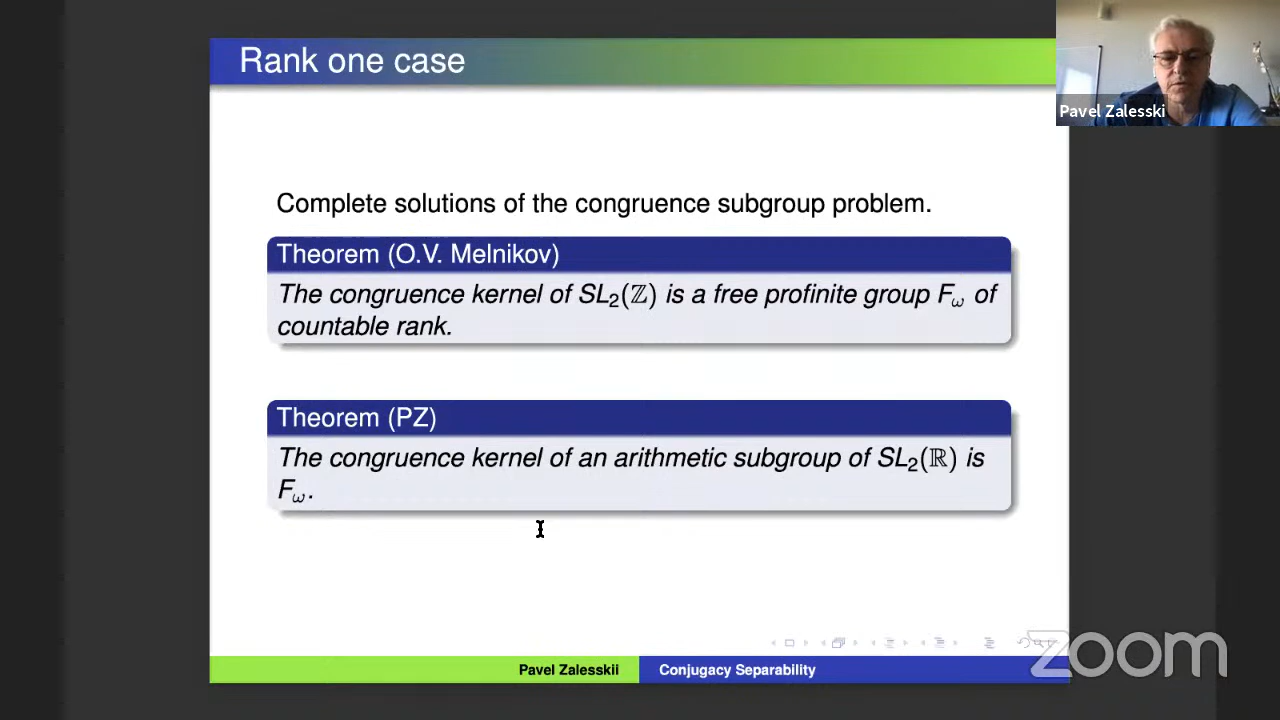 Rank one case
Pavel Zalesski
Complete solutions of the congruence subgroup problem.
Theorem (O.V. Melnikov)
The congruence kernel of SL₂(ℤ) is a free profinite group F_ω of
countable rank.
Theorem (PZ)
The congruence kernel of an arithmetic subgroup of SL₂(ℝ) is
F_ω.
zoom
Pavel Zalesskii Conjugacy Separability